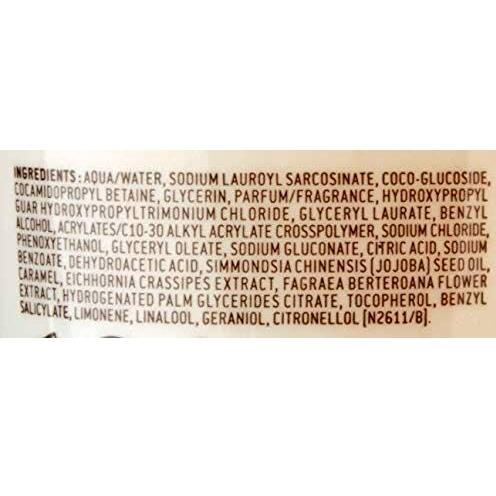 INGREDIENTS : AQUA/WATER, SODIUM LAUROYL SARCOSINATE, COCO-GLUCOSIDE,
COCAMIDOPROPYL BETAINE, GLYCERIN, PARFUM/FRAGRANCE, HYDROXYPROPYL
GUAR HYDROXYPROPYLTRIMONIUM CHLORIDE, GLYCERYL LAURATE, BENZYL
ALCOHOL, ACRYLATES/C10-30 ALKYL ACRYLATE CROSSPOLYMER, SODIUM CHLORIDE,
PHENOXYETHANOL, GLYCERYL OLEATE, SODIUM GLUCONATE, CITRIC ACID, SODIUM
BENZOATE, DEHYDROACETIC ACID, SIMMONDSIA CHINENSIS (JOJOBA) SEED OIL,
CARAMEL, EICHHORNIA CRASSIPES EXTRACT, FAGRAEA BERTEROANA FLOWER
EXTRACT, HYDROGENATED PALM GLYCERIDES CITRATE, TOCOPHEROL, BENZYL
SALICYLATE, LIMONENE, LINALOOL, GERANIOL, CITRONELLOL (N2611/B).